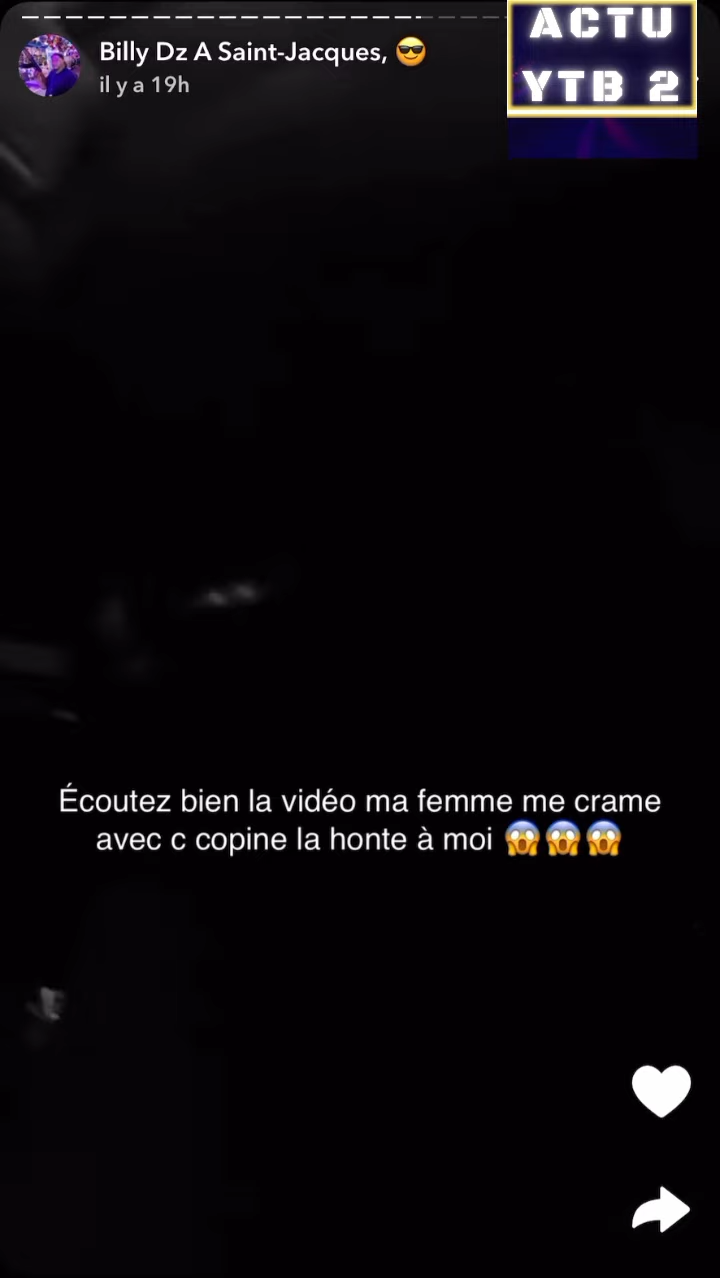 ACTU
YTB 2
Billy Dz A Saint-Jacques, 😎
il y a 19h
Écoutez bien la vidéo ma femme me crame
avec c copine la honte à moi 😱😱😱